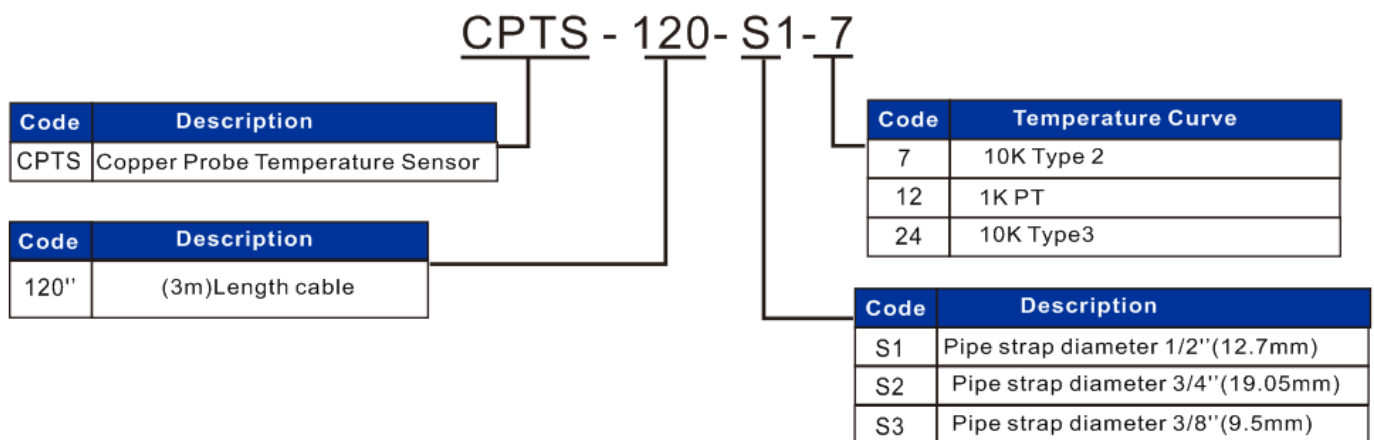 CPTS - 120- S1- 7
Code Description
CPTS Copper Probe Temperature Sensor
Code Description
120'' (3m)Length cable
Code Temperature Curve
7 10K Type 2
12 1K PT
24 10K Type3
Code Description
S1 Pipe strap diameter 1/2''(12.7mm)
S2 Pipe strap diameter 3/4''(19.05mm)
S3 Pipe strap diameter 3/8''(9.5mm)